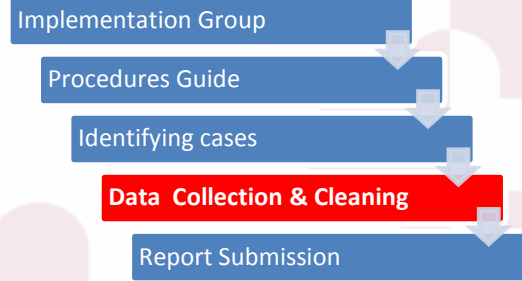 Implementation Group
Procedures Guide
Identifying cases
Data Collection & Cleaning
Report Submission